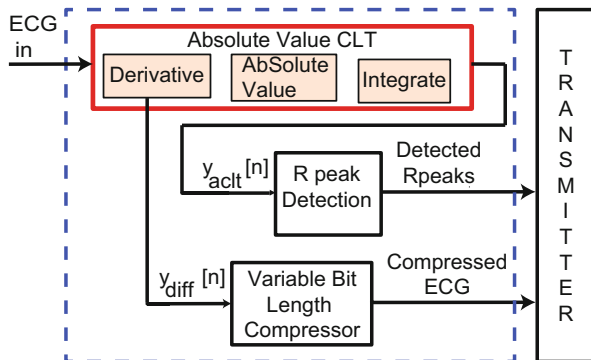 ECG
in
Absolute Value CLT
Derivative
AbSolute
Value
Integrate
y_aclt [n]
R peak
Detection
Detected
Rpeaks
y_diff [n]
Variable Bit
Length
Compressor
Compressed
ECG
TRANSMITTER